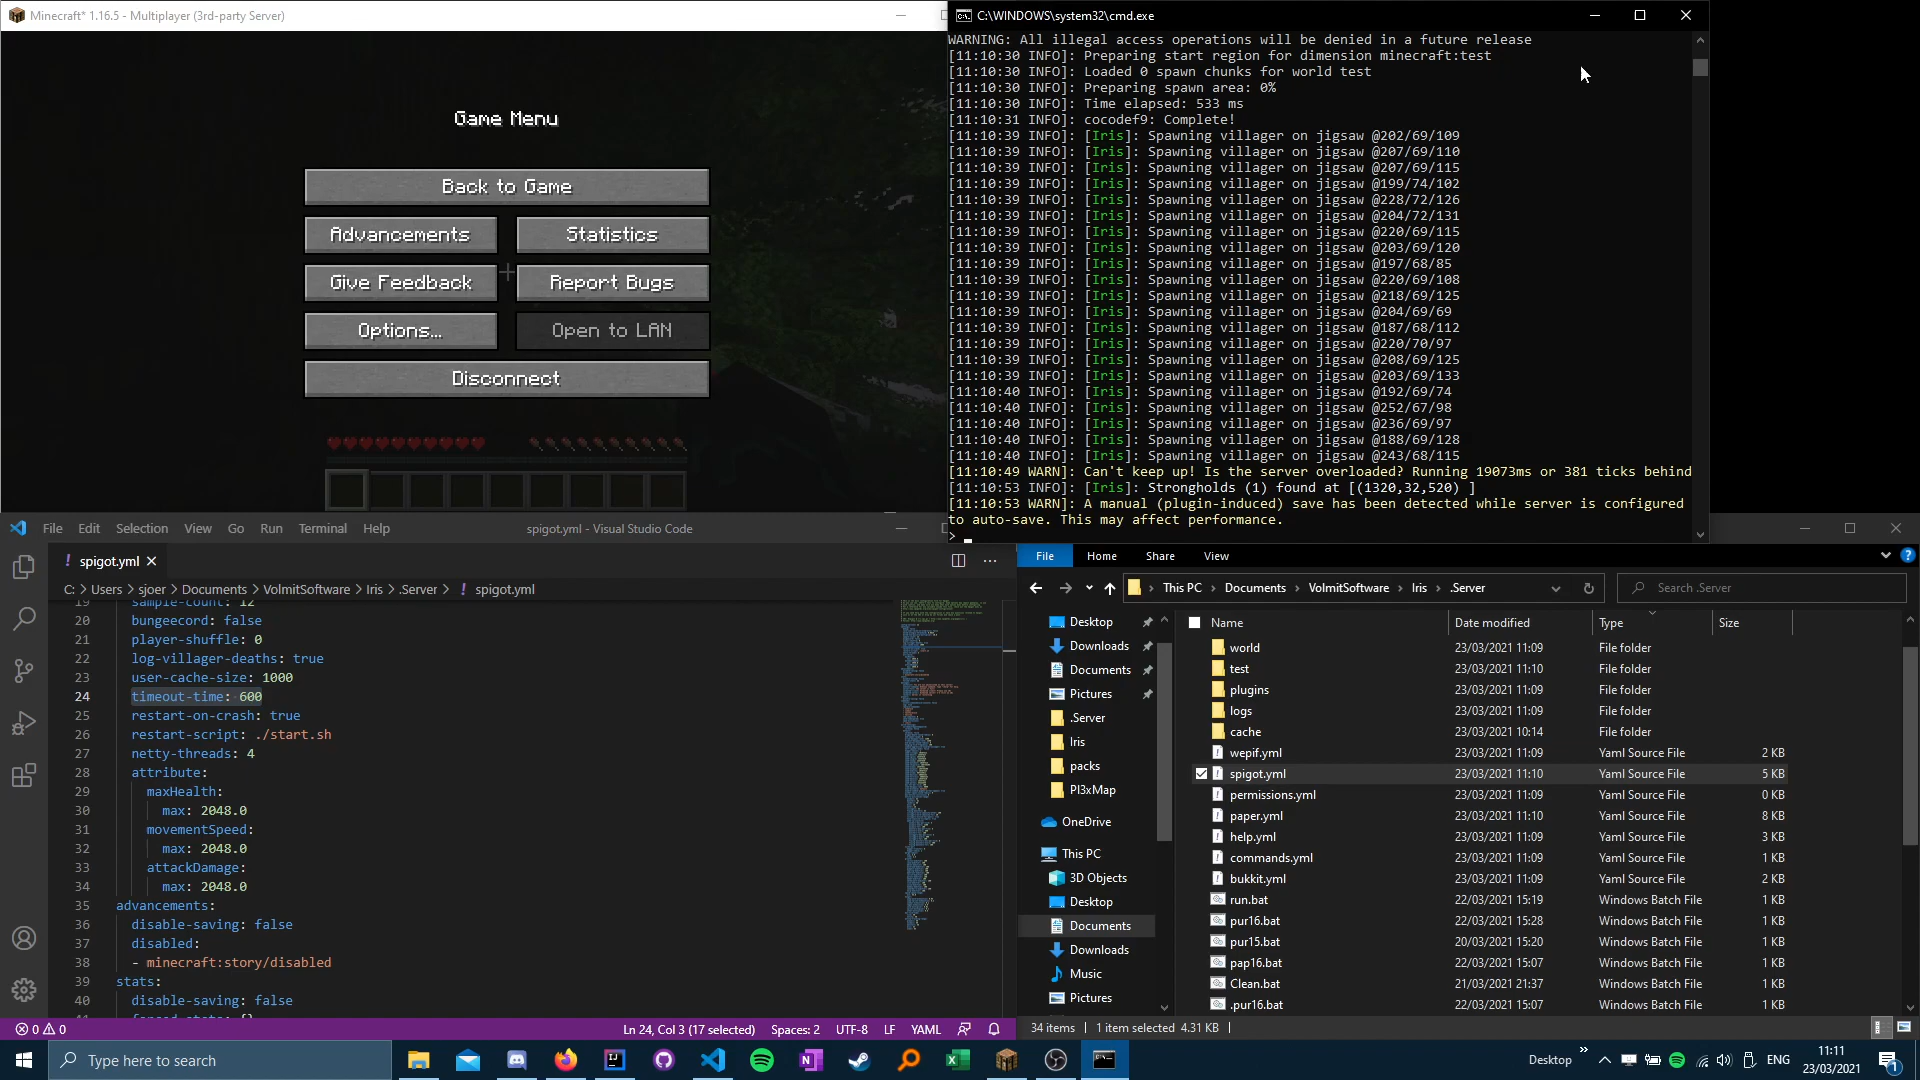 Minecraft* 1.16.5 - Multiplayer (3rd-party Server)
Game Menu
Back to Game
Advancements
Statistics
Give Feedback
Report Bugs
Options...
Open to LAN
Disconnect
C:\WINDOWS\system32\cmd.exe
WARNING: All illegal access operations will be denied in a future release
[11:10:30 INFO]: Preparing start region for dimension minecraft:test
[11:10:30 INFO]: Loaded 0 spawn chunks for world test
[11:10:30 INFO]: Preparing spawn area: 0%
[11:10:30 INFO]: Time elapsed: 533 ms
[11:10:31 INFO]: cocodef9: Complete!
[11:10:39 INFO]: [Iris]: Spawning villager on jigsaw @202/69/109
[11:10:39 INFO]: [Iris]: Spawning villager on jigsaw @207/69/110
[11:10:39 INFO]: [Iris]: Spawning villager on jigsaw @207/69/115
[11:10:39 INFO]: [Iris]: Spawning villager on jigsaw @199/74/102
[11:10:39 INFO]: [Iris]: Spawning villager on jigsaw @228/72/126
[11:10:39 INFO]: [Iris]: Spawning villager on jigsaw @204/72/131
[11:10:39 INFO]: [Iris]: Spawning villager on jigsaw @220/69/115
[11:10:39 INFO]: [Iris]: Spawning villager on jigsaw @203/69/120
[11:10:39 INFO]: [Iris]: Spawning villager on jigsaw @197/68/85
[11:10:39 INFO]: [Iris]: Spawning villager on jigsaw @220/69/108
[11:10:39 INFO]: [Iris]: Spawning villager on jigsaw @218/69/125
[11:10:39 INFO]: [Iris]: Spawning villager on jigsaw @204/69/69
[11:10:39 INFO]: [Iris]: Spawning villager on jigsaw @187/68/112
[11:10:39 INFO]: [Iris]: Spawning villager on jigsaw @220/70/97
[11:10:39 INFO]: [Iris]: Spawning villager on jigsaw @208/69/125
[11:10:39 INFO]: [Iris]: Spawning villager on jigsaw @203/69/133
[11:10:40 INFO]: [Iris]: Spawning villager on jigsaw @192/69/74
[11:10:40 INFO]: [Iris]: Spawning villager on jigsaw @252/67/98
[11:10:40 INFO]: [Iris]: Spawning villager on jigsaw @236/69/97
[11:10:40 INFO]: [Iris]: Spawning villager on jigsaw @188/69/128
[11:10:40 INFO]: [Iris]: Spawning villager on jigsaw @243/68/115
[11:10:49 WARN]: Can't keep up! Is the server overloaded? Running 19073ms or 381 ticks behind
[11:10:53 INFO]: [Iris]: Strongholds (1) found at [(1320,32,520) ]
[11:10:53 WARN]: A manual (plugin-induced) save has been detected while server is configured
to auto-save. This may affect performance.
>
File Edit Selection View Go Run Terminal Help
spigot.yml - Visual Studio Code
! spigot.yml
C: > Users > sjoer > Documents > VolmitSoftware > Iris > .Server > ! spigot.yml
19 sample-count: 12
20 bungeecord: false
21 player-shuffle: 0
22 log-villager-deaths: true
23 user-cache-size: 1000
24 timeout-time: 600
25 restart-on-crash: true
26 restart-script: ./start.sh
27 netty-threads: 4
28 attribute:
29 maxHealth:
30 max: 2048.0
31 movementSpeed:
32 max: 2048.0
33 attackDamage:
34 max: 2048.0
35 advancements:
36 disable-saving: false
37 disabled:
38 - minecraft:story/disabled
39 stats:
40 disable-saving: false
41 forced-stats: {}
0 0
Ln 24, Col 3 (17 selected) Spaces: 2 UTF-8 LF YAML
File Home Share View
This PC > Documents > VolmitSoftware > Iris > .Server
Search .Server
Desktop
Downloads
Documents
Pictures
.Server
Iris
packs
Pl3xMap
OneDrive
This PC
3D Objects
Desktop
Documents
Downloads
Music
Pictures
Name Date modified Type Size
world 23/03/2021 11:09 File folder
test 23/03/2021 11:10 File folder
plugins 23/03/2021 11:09 File folder
logs 23/03/2021 11:09 File folder
cache 23/03/2021 10:14 File folder
wepif.yml 23/03/2021 11:09 Yaml Source File 2 KB
spigot.yml 23/03/2021 11:10 Yaml Source File 5 KB
permissions.yml 23/03/2021 11:09 Yaml Source File 0 KB
paper.yml 23/03/2021 11:10 Yaml Source File 8 KB
help.yml 23/03/2021 11:09 Yaml Source File 3 KB
commands.yml 23/03/2021 11:09 Yaml Source File 1 KB
bukkit.yml 23/03/2021 11:09 Yaml Source File 2 KB
run.bat 22/03/2021 15:19 Windows Batch File 1 KB
pur16.bat 22/03/2021 15:28 Windows Batch File 1 KB
pur15.bat 20/03/2021 15:20 Windows Batch File 1 KB
pap16.bat 22/03/2021 15:07 Windows Batch File 1 KB
Clean.bat 21/03/2021 21:37 Windows Batch File 1 KB
.pur16.bat 22/03/2021 15:07 Windows Batch File 1 KB
34 items 1 item selected 4.31 KB
Type here to search
Desktop
ENG
11:11
23/03/2021
1